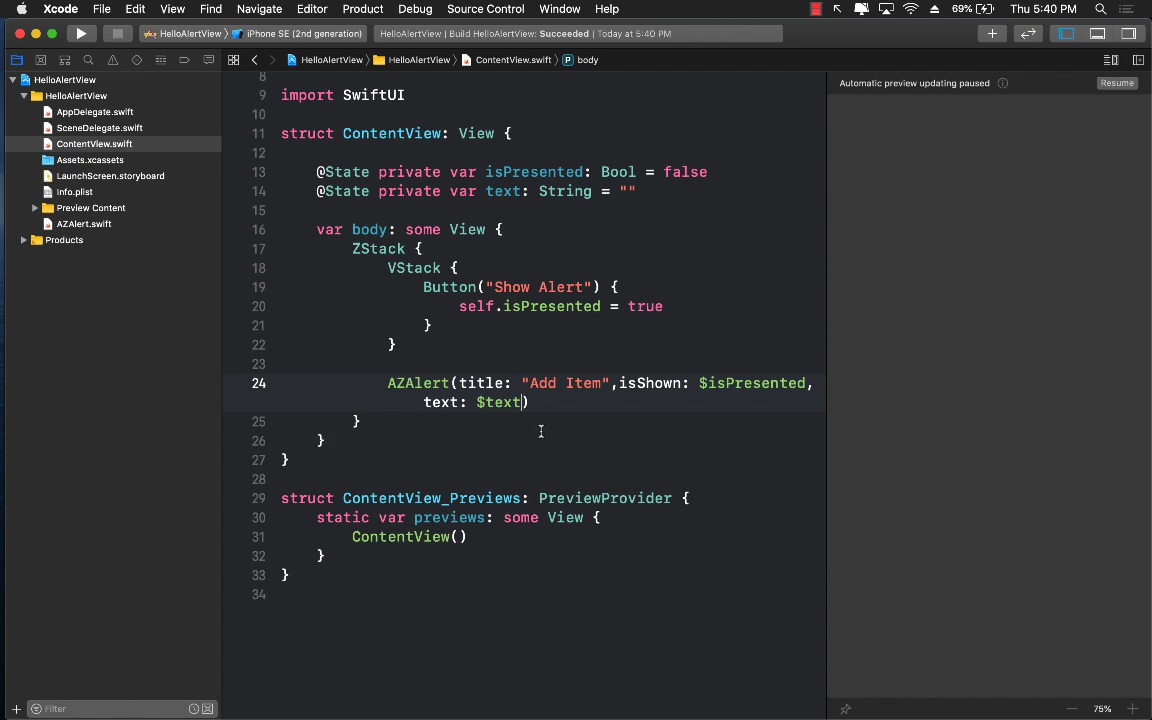 Xcode File Edit View Find Navigate Editor Product Debug Source Control Window Help 69% Thu 5:40 PM
HelloAlertView > iPhone SE (2nd generation) HelloAlertView | Build HelloAlertView: Succeeded | Today at 5:40 PM
HelloAlertView > HelloAlertView > ContentView.swift > P body
HelloAlertView
HelloAlertView
AppDelegate.swift
SceneDelegate.swift
ContentView.swift
Assets.xcassets
LaunchScreen.storyboard
Info.plist
Preview Content
AZAlert.swift
Products
Filter
8
9 import SwiftUI
10
11 struct ContentView: View {
12
13 @State private var isPresented: Bool = false
14 @State private var text: String = ""
15
16 var body: some View {
17 ZStack {
18 VStack {
19 Button("Show Alert") {
20 self.isPresented = true
21 }
22 }
23
24 AZAlert(title: "Add Item",isShown: $isPresented,
text: $text)
25 }
26 }
27 }
28
29 struct ContentView_Previews: PreviewProvider {
30 static var previews: some View {
31 ContentView()
32 }
33 }
34
Automatic preview updating paused Resume
75%